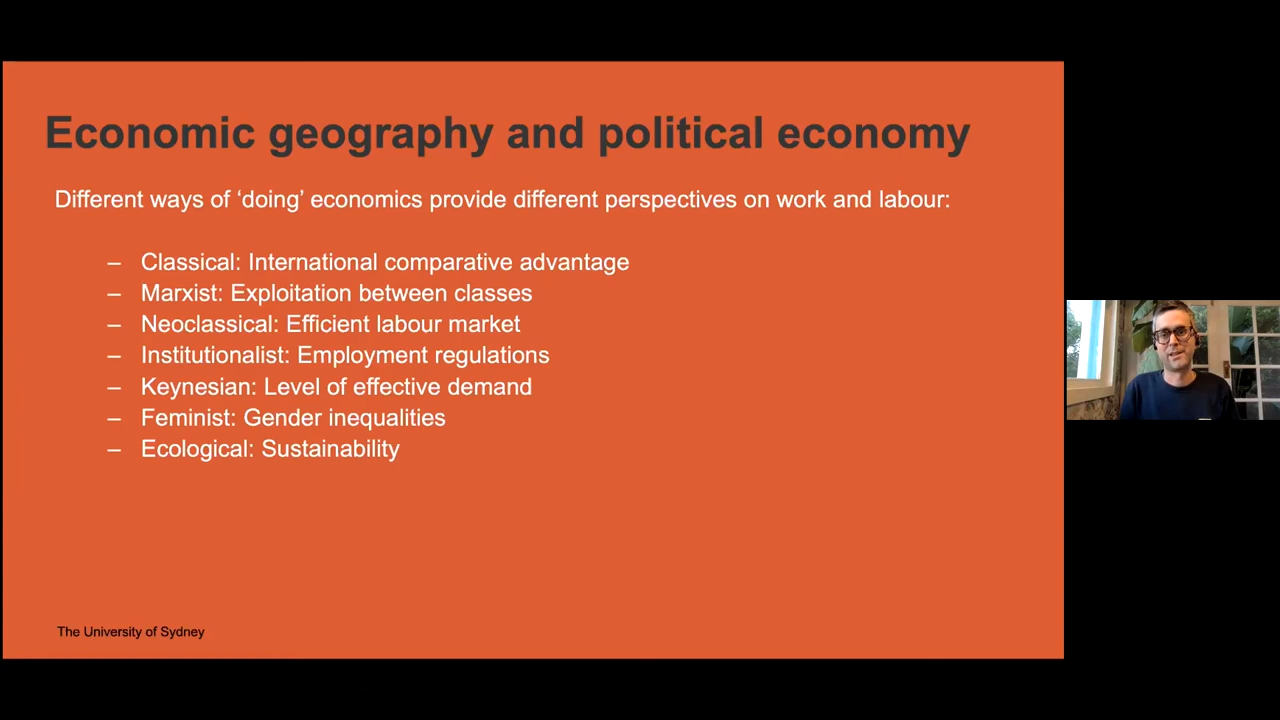 Economic geography and political economy
Different ways of ‘doing’ economics provide different perspectives on work and labour:
– Classical: International comparative advantage
– Marxist: Exploitation between classes
– Neoclassical: Efficient labour market
– Institutionalist: Employment regulations
– Keynesian: Level of effective demand
– Feminist: Gender inequalities
– Ecological: Sustainability
The University of Sydney